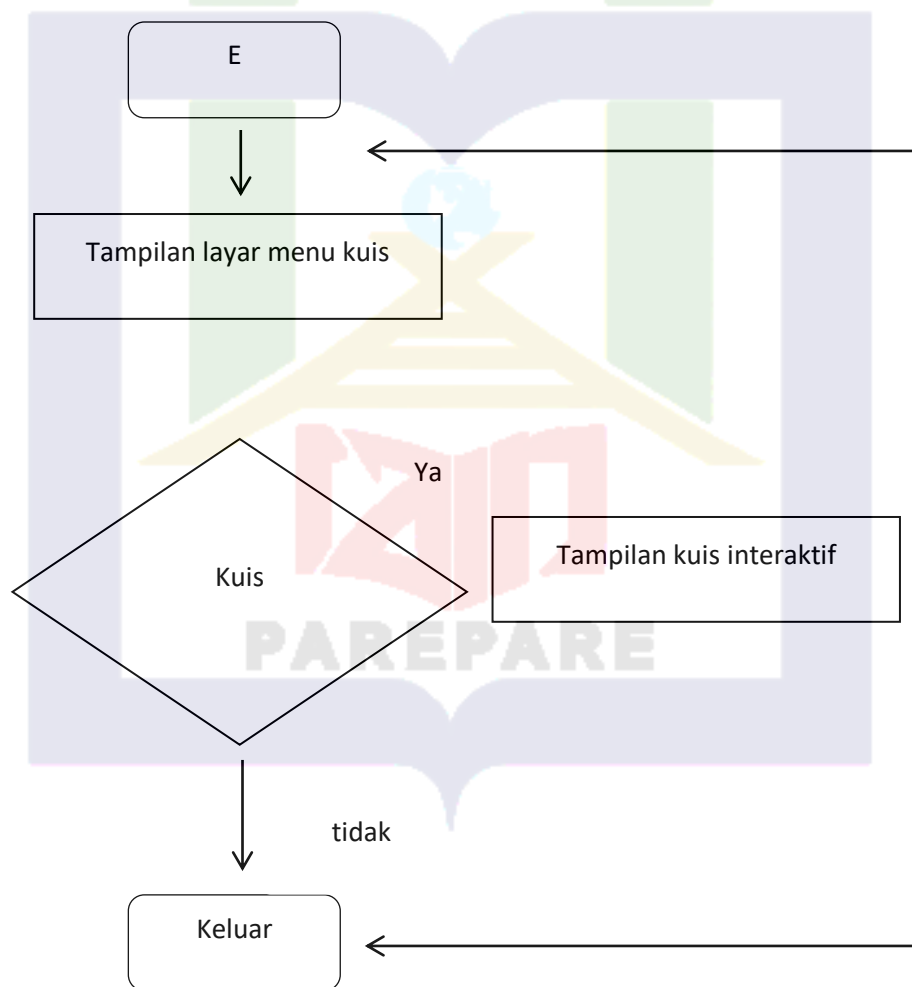 E
Tampilan layar menu kuis
Ya
Tampilan kuis interaktif
Kuis
PAREPARE
tidak
Keluar